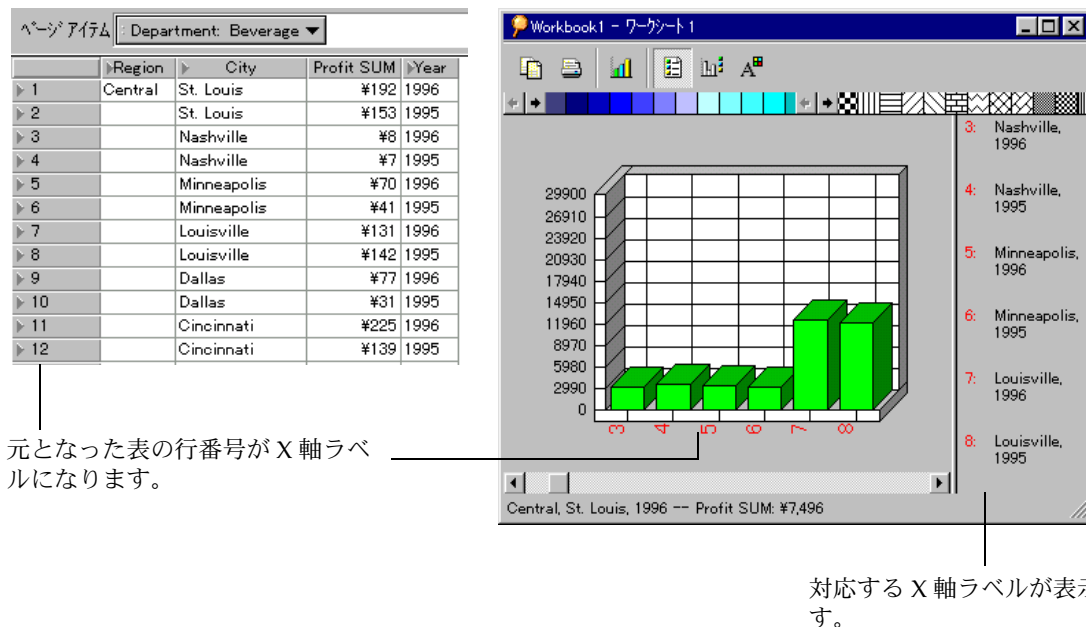 ページ アイテム : Department: Beverage
Region City Profit SUM Year
1 Central St. Louis ¥192 1996
2 St. Louis ¥153 1995
3 Nashville ¥8 1996
4 Nashville ¥7 1995
5 Minneapolis ¥70 1996
6 Minneapolis ¥41 1995
7 Louisville ¥131 1996
8 Louisville ¥142 1995
9 Dallas ¥77 1996
10 Dallas ¥31 1995
11 Cincinnati ¥225 1996
12 Cincinnati ¥139 1995
元となった表の行番号が X 軸ラベ
ルになります。
Workbook1 - ワークシート 1
29900
26910
23920
20930
17940
14950
11960
8970
5980
2990
0
3 4 5 6 7 8
3: Nashville,
1996
4: Nashville,
1995
5: Minneapolis,
1996
6: Minneapolis,
1995
7: Louisville,
1996
8: Louisville,
1995
Central, St. Louis, 1996 -- Profit SUM: ¥7,496
対応する X 軸ラベルが表示
す。